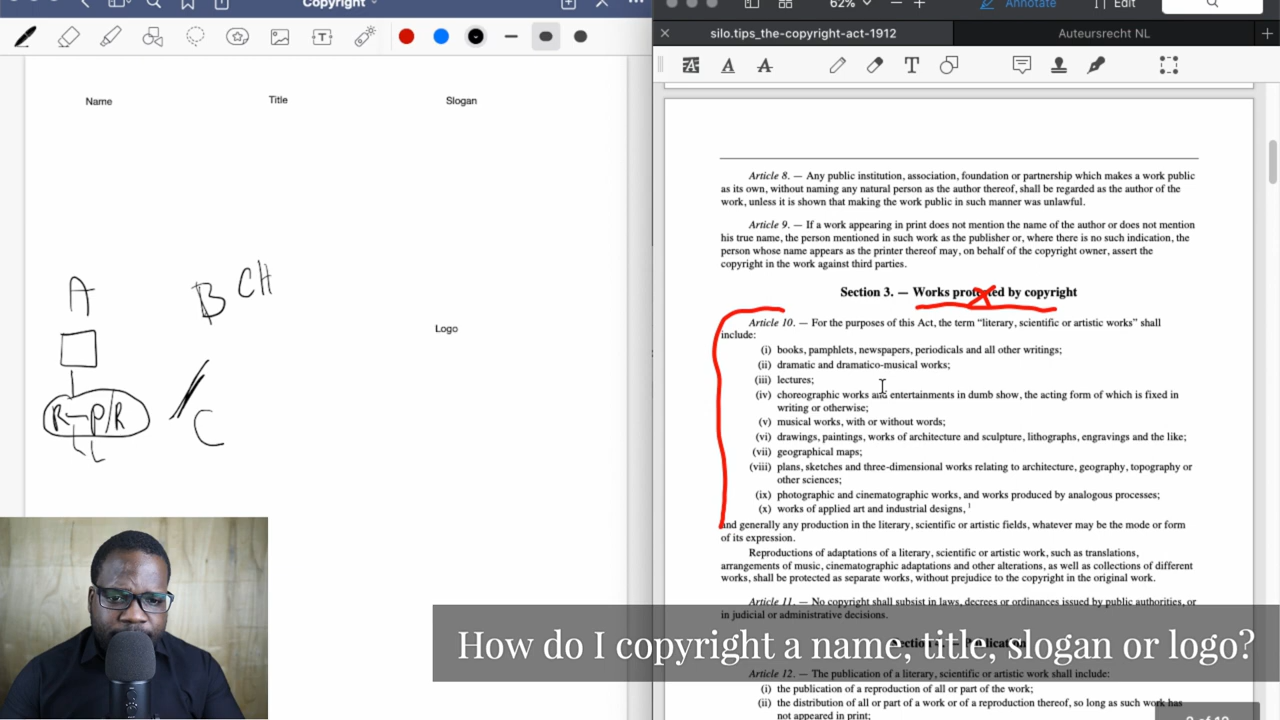 Copyright
62%
Annotate
Edit
silo.tips_the-copyright-act-1912
Auteursrecht NL
Name
Title
Slogan
Logo
A
B CH
C
R-P/R
Article 8. — Any public institution, association, foundation or partnership which makes a work public
as its own, without naming any natural person as the author thereof, shall be regarded as the author of the
work, unless it is shown that making the work public in such manner was unlawful.
Article 9. — If a work appearing in print does not mention the name of the author or does not mention
his true name, the person mentioned in such work as the publisher or, where there is no such indication, the
person whose name appears as the printer thereof may, on behalf of the copyright owner, assert the
copyright in the work against third parties.
Section 3. — Works protected by copyright
Article 10. — For the purposes of this Act, the term “literary, scientific or artistic works” shall
include:
(i) books, pamphlets, newspapers, periodicals and all other writings;
(ii) dramatic and dramatico-musical works;
(iii) lectures;
(iv) choreographic works and entertainments in dumb show, the acting form of which is fixed in
writing or otherwise;
(v) musical works, with or without words;
(vi) drawings, paintings, works of architecture and sculpture, lithographs, engravings and the like;
(vii) geographical maps;
(viii) plans, sketches and three-dimensional works relating to architecture, geography, topography or
other sciences;
(ix) photographic and cinematographic works, and works produced by analogous processes;
(x) works of applied art and industrial designs, 1
and generally any production in the literary, scientific or artistic fields, whatever may be the mode or form
of its expression.
Reproductions of adaptations of a literary, scientific or artistic work, such as translations,
arrangements of music, cinematographic adaptations and other alterations, as well as collections of different
works, shall be protected as separate works, without prejudice to the copyright in the original work.
Article 11. — No copyright shall subsist in laws, decrees or ordinances issued by public authorities, or
in judicial or administrative decisions.
How do I copyright a name, title, slogan or logo?
Article 12. — The publication of a literary, scientific or artistic work shall include:
(i) the publication of a reproduction of all or part of the work;
(ii) the distribution of all or part of a work or of a reproduction thereof, so long as such work has
not appeared in print;